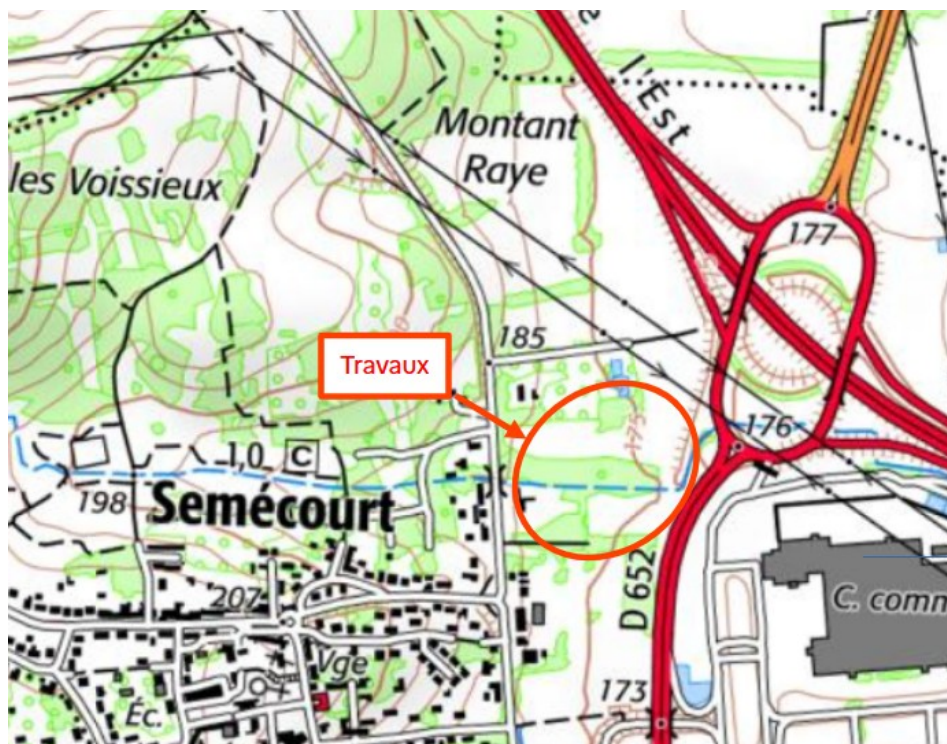 l'Est
Montant
Raye
les Voissieux
177
185
Travaux
175
176
1,0
C
198
Semécourt
D 652
207
C. comm
Vge
173
Éc.